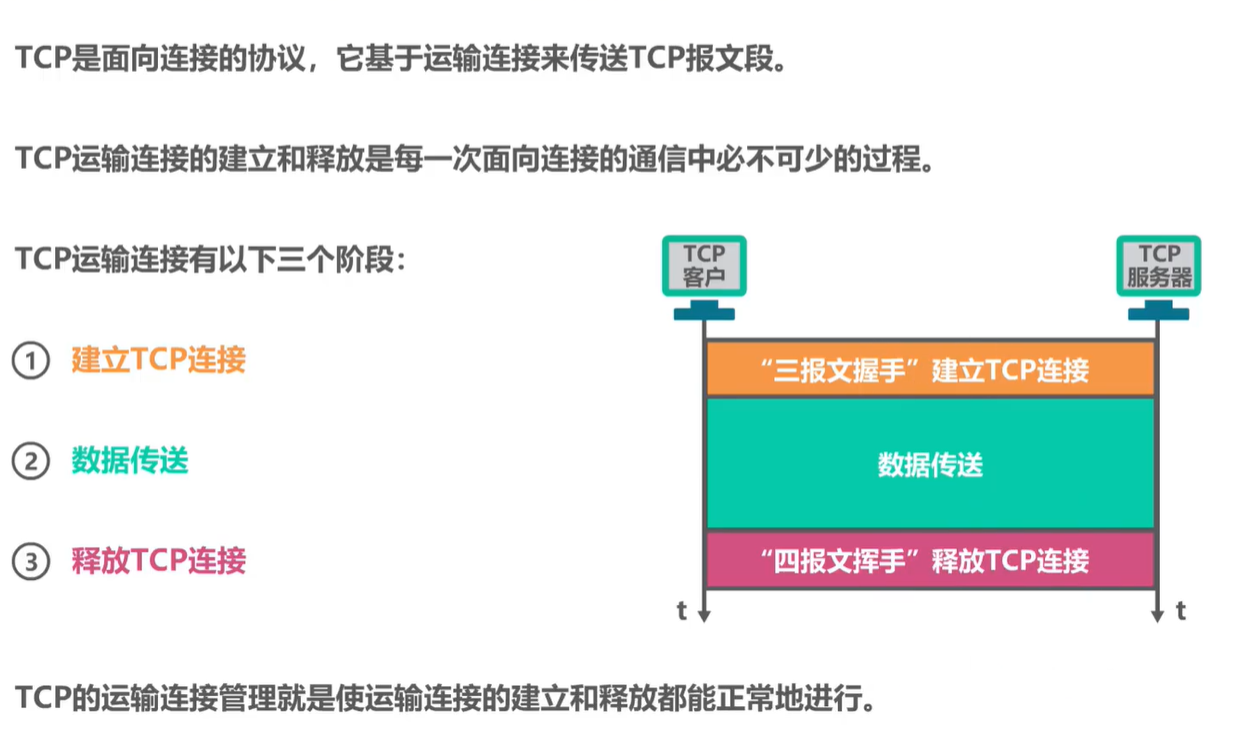 TCP是面向连接的协议，它基于运输连接来传送TCP报文段。
TCP运输连接的建立和释放是每一次面向连接的通信中必不可少的过程。
TCP运输连接有以下三个阶段：
① 建立TCP连接
② 数据传送
③ 释放TCP连接
TCP
客户
TCP
服务器
“三报文握手”建立TCP连接
数据传送
“四报文挥手”释放TCP连接
t
t
TCP的运输连接管理就是使运输连接的建立和释放都能正常地进行。